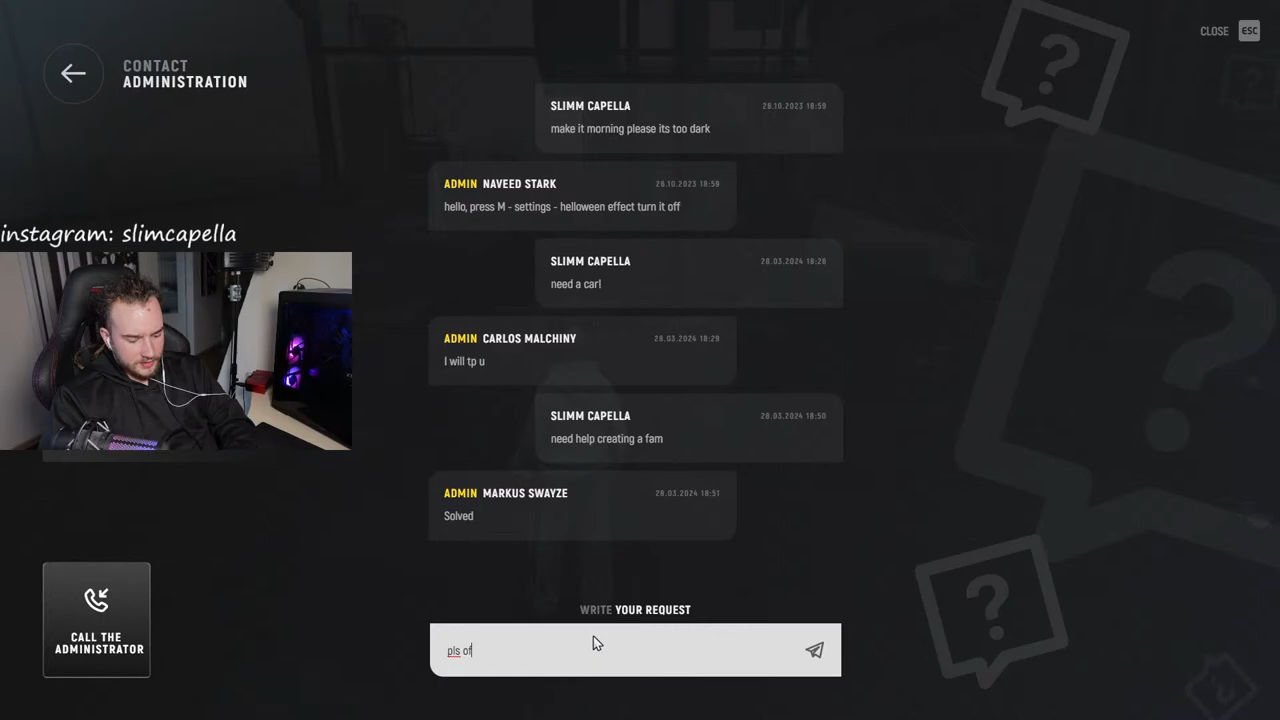 CLOSE ESC
CONTACT
ADMINISTRATION
SLIMM CAPELLA 28.10.2023 18:59
make it morning please its too dark
ADMIN NAVEED STARK 28.10.2023 18:59
hello, press M - settings - helloween effect turn it off
instagram: slimcapella
SLIMM CAPELLA 28.03.2024 18:28
need a car!
ADMIN CARLOS MALCHINY 28.03.2024 18:29
I will tp u
SLIMM CAPELLA 28.03.2024 18:50
need help creating a fam
ADMIN MARKUS SWAYZE 28.03.2024 18:51
Solved
CALL THE
ADMINISTRATOR
WRITE YOUR REQUEST
pls of